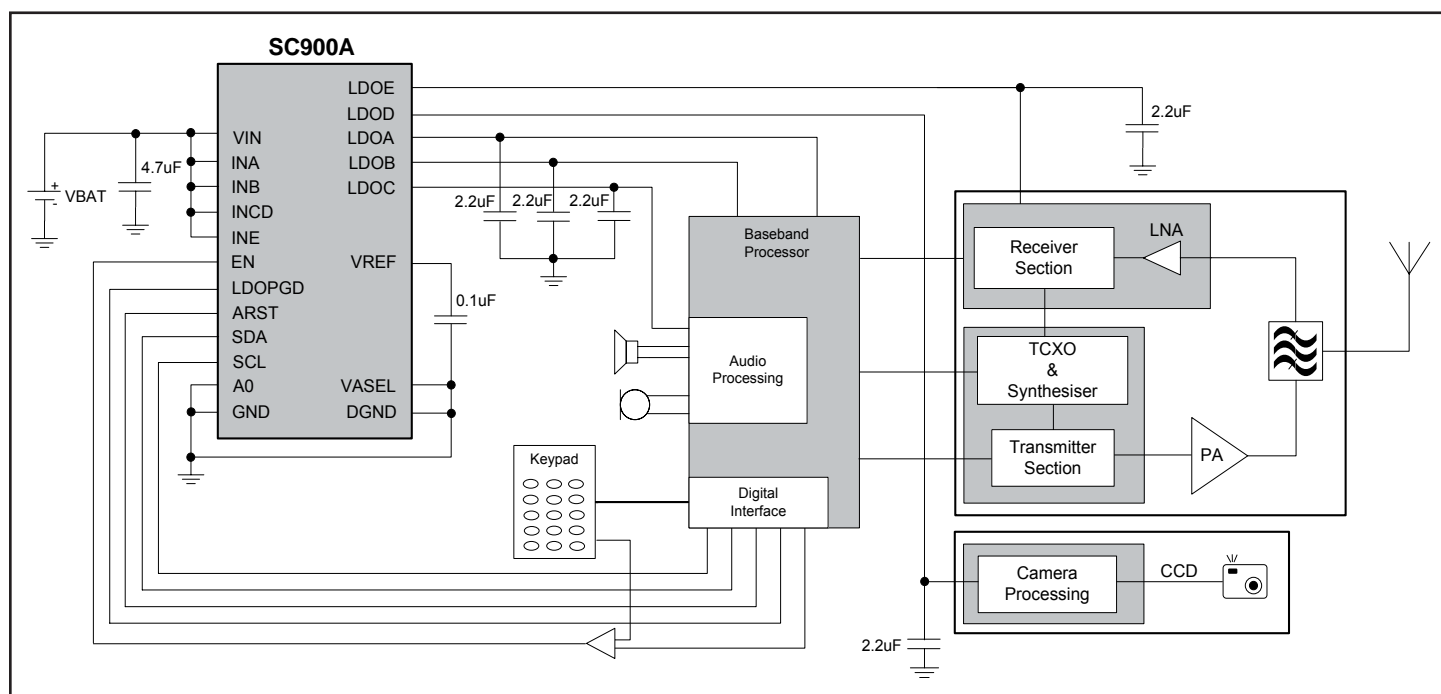 SC900A
LDOE
LDOD
LDOA
LDOB
LDOC
VREF
VASEL
DGND
VIN
INA
INB
INCD
INE
EN
LDOPGD
ARST
SDA
SCL
A0
GND
+
-
VBAT
4.7uF
2.2uF
2.2uF
2.2uF
0.1uF
2.2uF
Baseband
Processor
Audio
Processing
Digital
Interface
Keypad
LNA
Receiver
Section
TCXO
&
Synthesiser
Transmitter
Section
PA
Camera
Processing
CCD
2.2uF